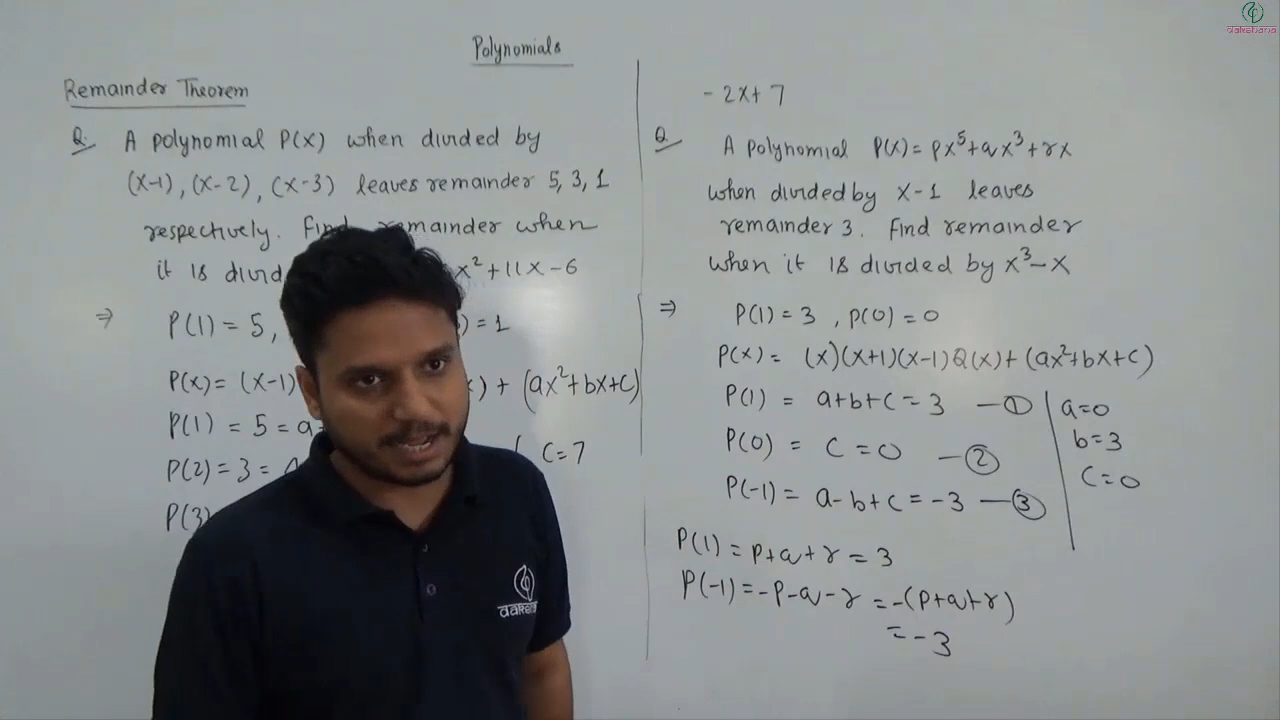 Polynomials
Remainder Theorem
Q. A polynomial P(x) when divided by
(x-1), (x-2), (x-3) leaves remainder 5, 3, 1
respectively. Find remainder when
it is divid x²+11x-6
⇒ P(1) = 5, )=1
P(x) = (x-1) x) + (ax²+bx+c)
P(1) = 5 = a
P(2) = 3 = c=7
P(3)
-2x+7
Q A polynomial P(x) = px⁵+qx³+rx
when divided by x-1 leaves
remainder 3. Find remainder
when it is divided by x³-x
⇒ P(1) = 3, P(0) = 0
P(x) = (x)(x+1)(x-1)Q(x)+(ax²+bx+c)
P(1) = a+b+c = 3 — ①
P(0) = c = 0 — ②
P(-1) = a-b+c = -3 — ③
a=0
b=3
c=0
P(1) = p+q+r = 3
P(-1) = -p-q-r = -(p+q+r)
= -3
dakshana